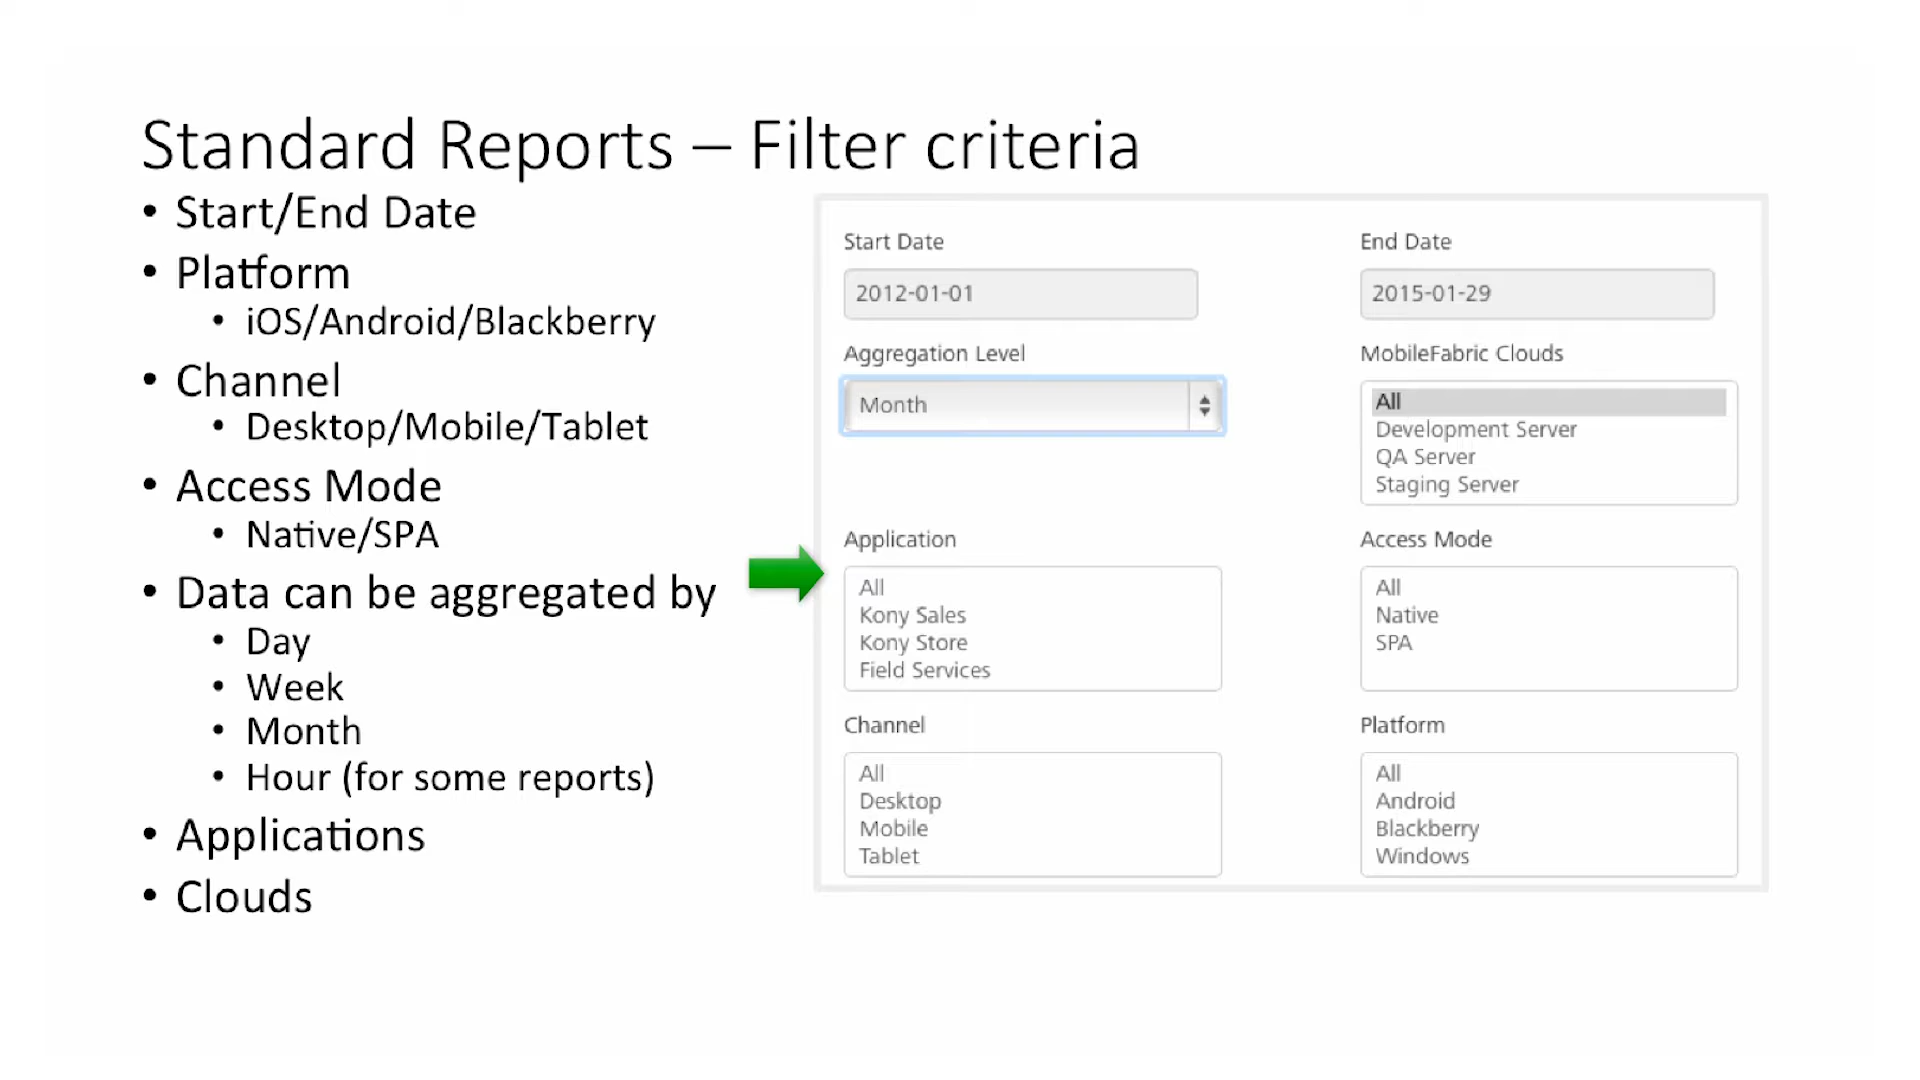 Standard Reports – Filter criteria
• Start/End Date
• Platform
• iOS/Android/Blackberry
• Channel
• Desktop/Mobile/Tablet
• Access Mode
• Native/SPA
• Data can be aggregated by
• Day
• Week
• Month
• Hour (for some reports)
• Applications
• Clouds
Start Date
2012-01-01
End Date
2015-01-29
Aggregation Level
Month
MobileFabric Clouds
All
Development Server
QA Server
Staging Server
Application
All
Kony Sales
Kony Store
Field Services
Access Mode
All
Native
SPA
Channel
All
Desktop
Mobile
Tablet
Platform
All
Android
Blackberry
Windows